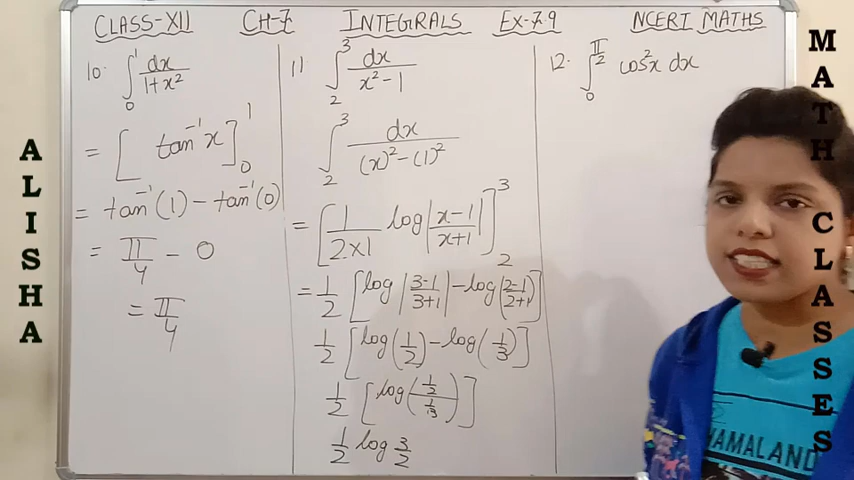 CLASS-XII CH-7 INTEGRALS EX-7.9 NCERT MATHS
10. ∫₀¹ dx/(1+x²)
= [tan⁻¹x]₀¹
= tan⁻¹(1) - tan⁻¹(0)
= π/4 - 0
= π/4
11 ∫₂³ dx/(x²-1)
∫₂³ dx/((x)²-(1)²)
= [1/(2×1) log|(x-1)/(x+1)|]₂³
= 1/2 [log|(3-1)/(3+1)| - log((2-1)/(2+1))]
1/2 [log(1/2) - log(1/3)]
1/2 [log((1/2)/(1/3))]
1/2 log 3/2
12. ∫₀^(π/2) cos²x dx
ALISHA
MATH CLASSES